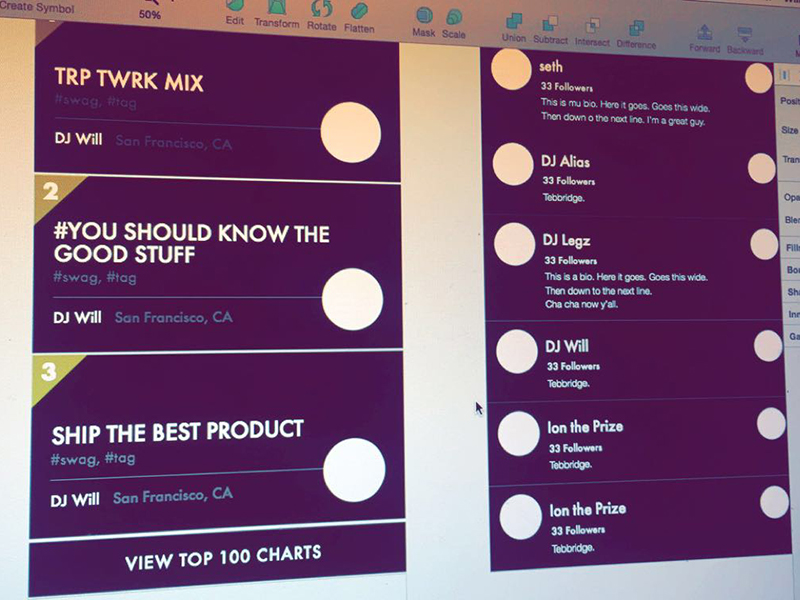 Create Symbol
50%
Edit
Transform
Rotate
Flatten
Mask
Scale
Union
Subtract
Intersect
Difference
Forward
Backward
TRP TWRK MIX
#swag, #tag
DJ Will San Francisco, CA
2
#YOU SHOULD KNOW THE
GOOD STUFF
#swag, #tag
DJ Will San Francisco, CA
3
SHIP THE BEST PRODUCT
#swag, #tag
DJ Will San Francisco, CA
VIEW TOP 100 CHARTS
seth
33 Followers
This is mu bio. Here it goes. Goes this wide.
Then down o the next line. I'm a great guy.
DJ Alias
33 Followers
Tebbridge.
DJ Legz
33 Followers
This is a bio. Here it goes. Goes this wide.
Then down to the next line.
Cha cha now y'all.
DJ Will
33 Followers
Tebbridge.
Ion the Prize
33 Followers
Tebbridge.
Ion the Prize
33 Followers
Tebbridge.
Positi
Size
Tran
Opa
Blen
Fills
Bor
Sha
Inn
Ga